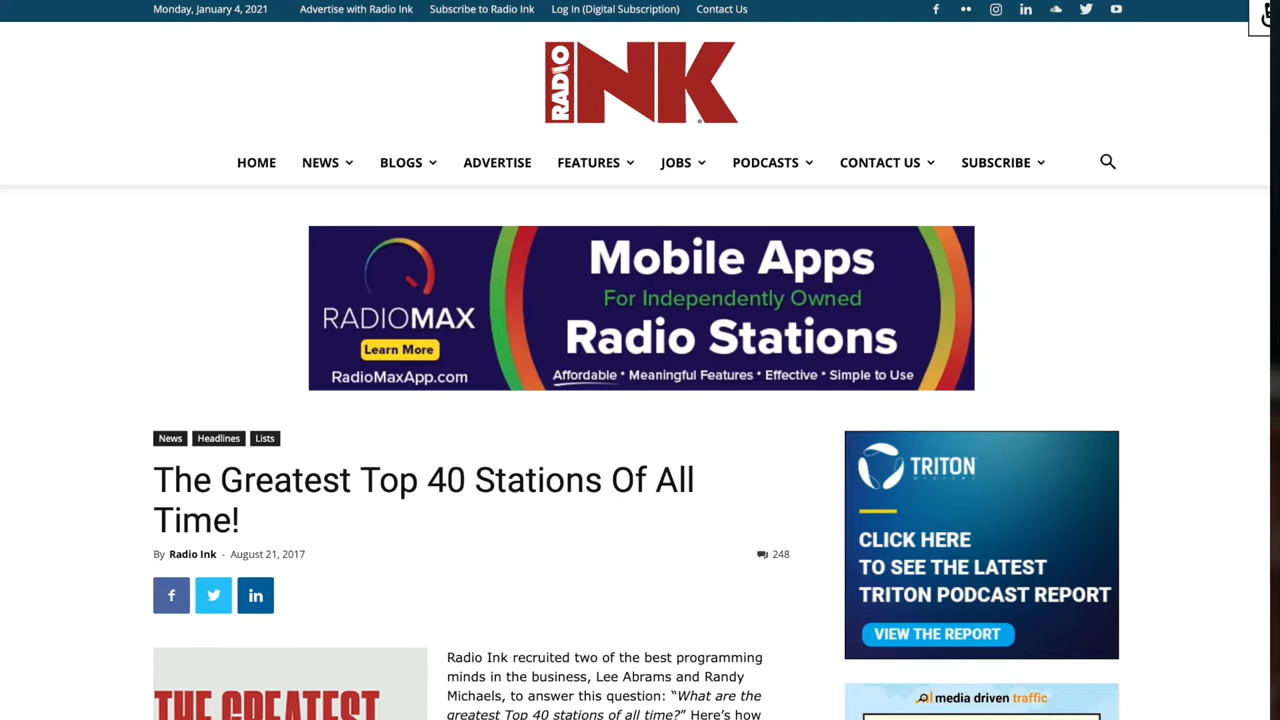 Monday, January 4, 2021 Advertise with Radio Ink Subscribe to Radio Ink Log In (Digital Subscription) Contact Us
RADIO INK
HOME NEWS BLOGS ADVERTISE FEATURES JOBS PODCASTS CONTACT US SUBSCRIBE
Mobile Apps
For Independently Owned
RADIOMAX
Radio Stations
Learn More
RadioMaxApp.com
Affordable * Meaningful Features * Effective * Simple to Use
News Headlines Lists
The Greatest Top 40 Stations Of All
Time!
By Radio Ink - August 21, 2017 248
Radio Ink recruited two of the best programming
minds in the business, Lee Abrams and Randy
Michaels, to answer this question: “What are the
greatest Top 40 stations of all time?” Here’s how
THE GREATEST
TRITON
DIGITAL
CLICK HERE
TO SEE THE LATEST
TRITON PODCAST REPORT
VIEW THE REPORT
media driven traffic